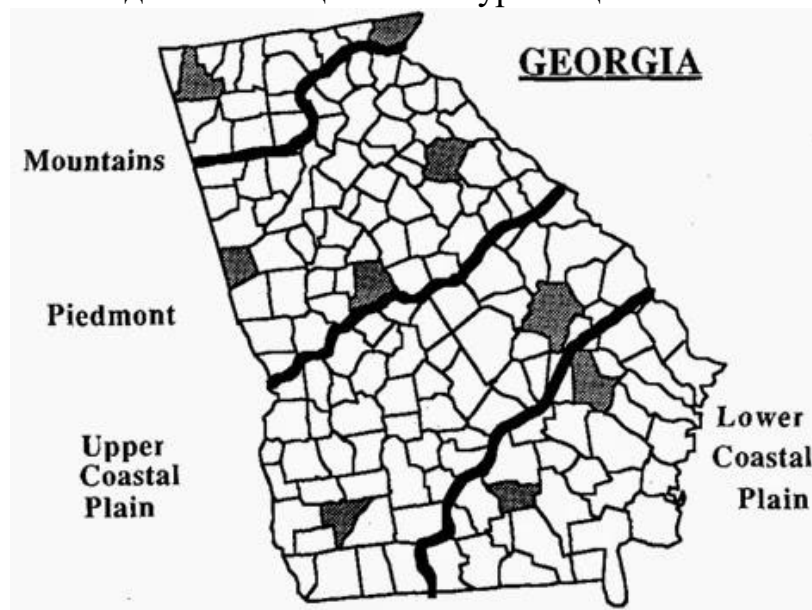 GEORGIA
Mountains
Piedmont
Upper
Coastal
Plain
Lower
Coastal
Plain